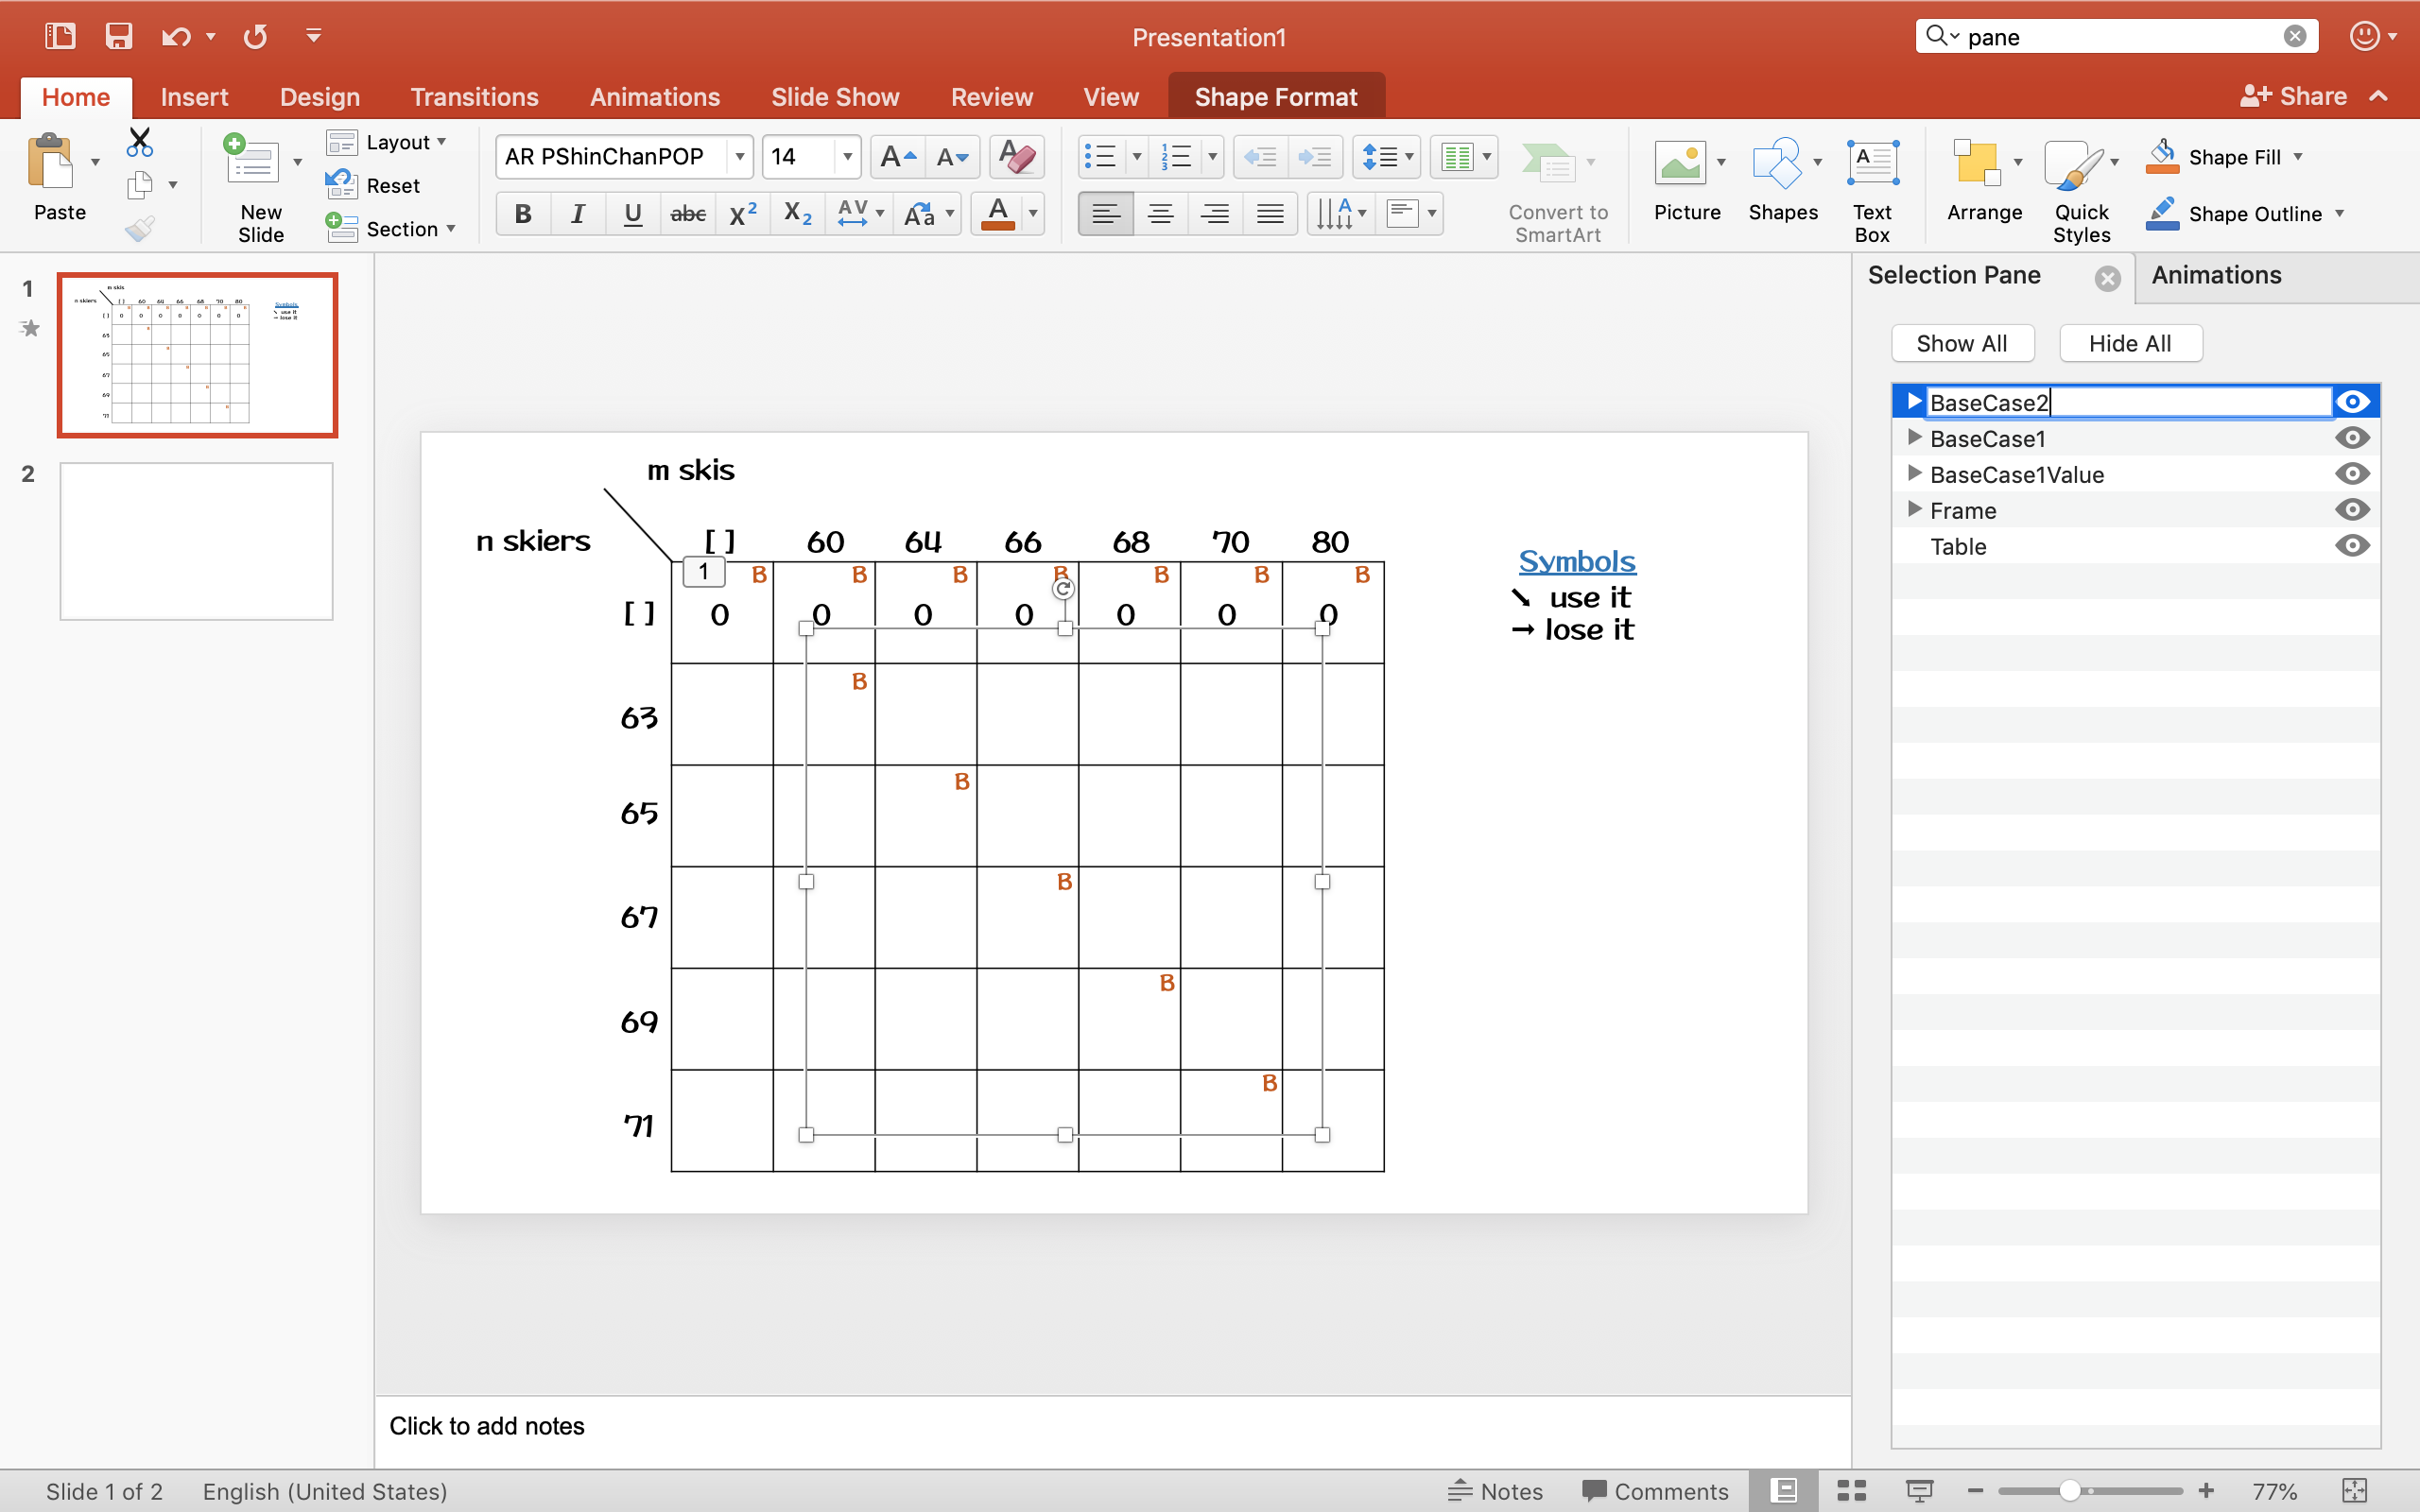 Presentation1
pane
Home Insert Design Transitions Animations Slide Show Review View Shape Format Share
Paste
New Slide
Layout
Reset
Section
AR PShinChanPOP 14
B I U abc X² X₂ AV Aa A
Convert to SmartArt
Picture Shapes Text Box
Arrange Quick Styles
Shape Fill
Shape Outline
1
2
m skis
n skiers [ ] 60 64 66 68 70 80
1 B B B B B B B
[ ] 0 0 0 0 0 0 0
63 B
65 B
67 B
69 B
71 B
Symbols
↘ use it
→ lose it
Selection Pane Animations
Show All Hide All
BaseCase2
BaseCase1
BaseCase1Value
Frame
Table
Click to add notes
Slide 1 of 2 English (United States) Notes Comments 77%